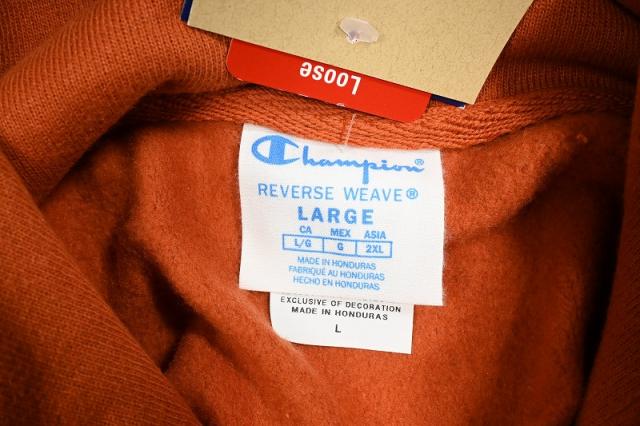 Loose
Champion®
REVERSE WEAVE®
LARGE
CA MEX ASIA
L/G G 2XL
MADE IN HONDURAS
FABRIQUÉ AU HONDURAS
HECHO EN HONDURAS
EXCLUSIVE OF DECORATION
MADE IN HONDURAS
L